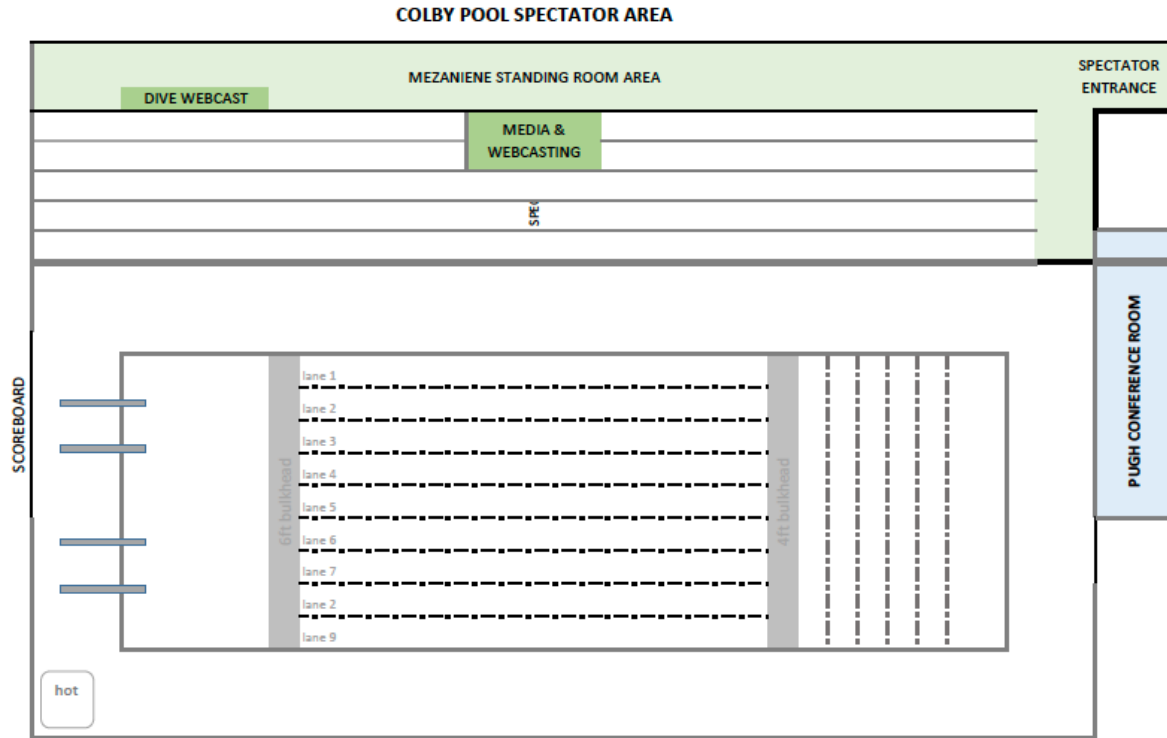 COLBY POOL SPECTATOR AREA
SPECTATOR
ENTRANCE
MEZANIENE STANDING ROOM AREA
DIVE WEBCAST
MEDIA &
WEBCASTING
SCOREBOARD
PUGH CONFERENCE ROOM
6ft bulkhead
4ft bulkhead
lane 1
lane 2
lane 3
lane 4
lane 5
lane 6
lane 7
lane 2
lane 9
hot